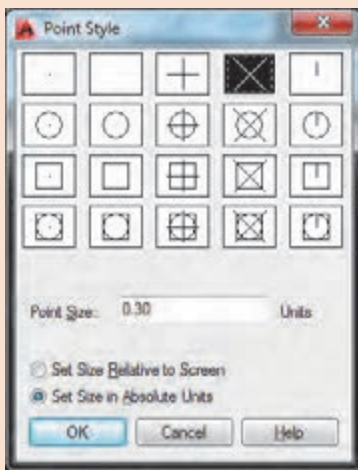 Point Style
Point Size: 0.30 Units
Set Size Relative to Screen
Set Size in Absolute Units
OK Cancel Help